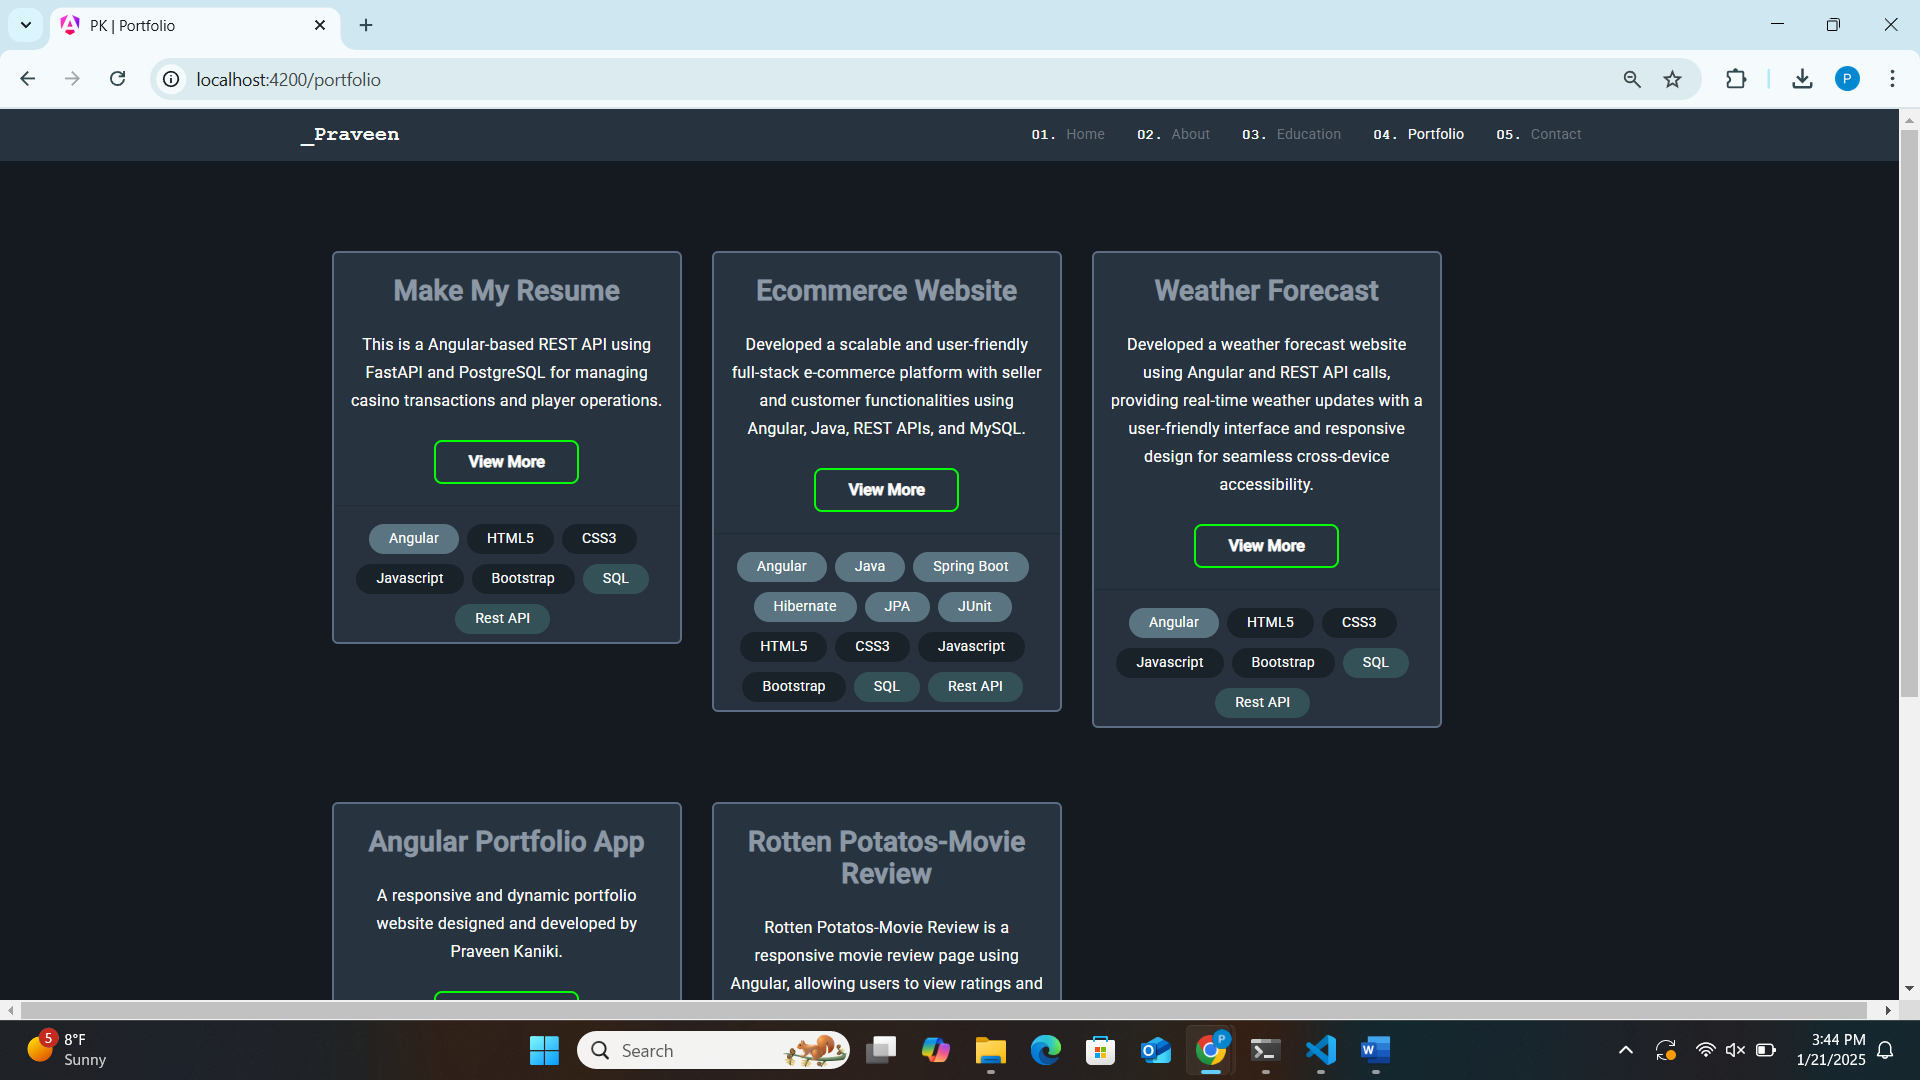 PK | Portfolio
localhost:4200/portfolio
P
_Praveen
01. Home 02. About 03. Education 04. Portfolio 05. Contact
Make My Resume
This is a Angular-based REST API using
FastAPI and PostgreSQL for managing
casino transactions and player operations.
View More
Angular HTML5 CSS3
Javascript Bootstrap SQL
Rest API
Ecommerce Website
Developed a scalable and user-friendly
full-stack e-commerce platform with seller
and customer functionalities using
Angular, Java, REST APIs, and MySQL.
View More
Angular Java Spring Boot
Hibernate JPA JUnit
HTML5 CSS3 Javascript
Bootstrap SQL Rest API
Weather Forecast
Developed a weather forecast website
using Angular and REST API calls,
providing real-time weather updates with a
user-friendly interface and responsive
design for seamless cross-device
accessibility.
View More
Angular HTML5 CSS3
Javascript Bootstrap SQL
Rest API
Angular Portfolio App
A responsive and dynamic portfolio
website designed and developed by
Praveen Kaniki.
Rotten Potatos-Movie
Review
Rotten Potatos-Movie Review is a
responsive movie review page using
Angular, allowing users to view ratings and
5
8°F
Sunny
Search
P
3:44 PM
1/21/2025